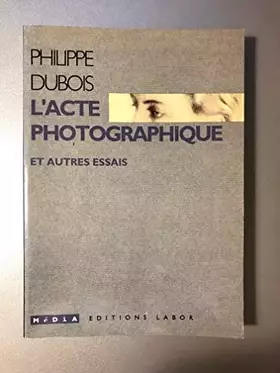 PHILIPPE
DUBOIS
L'ACTE
PHOTOGRAPHIQUE
ET AUTRES ESSAIS
MéDIA EDITIONS LABOR